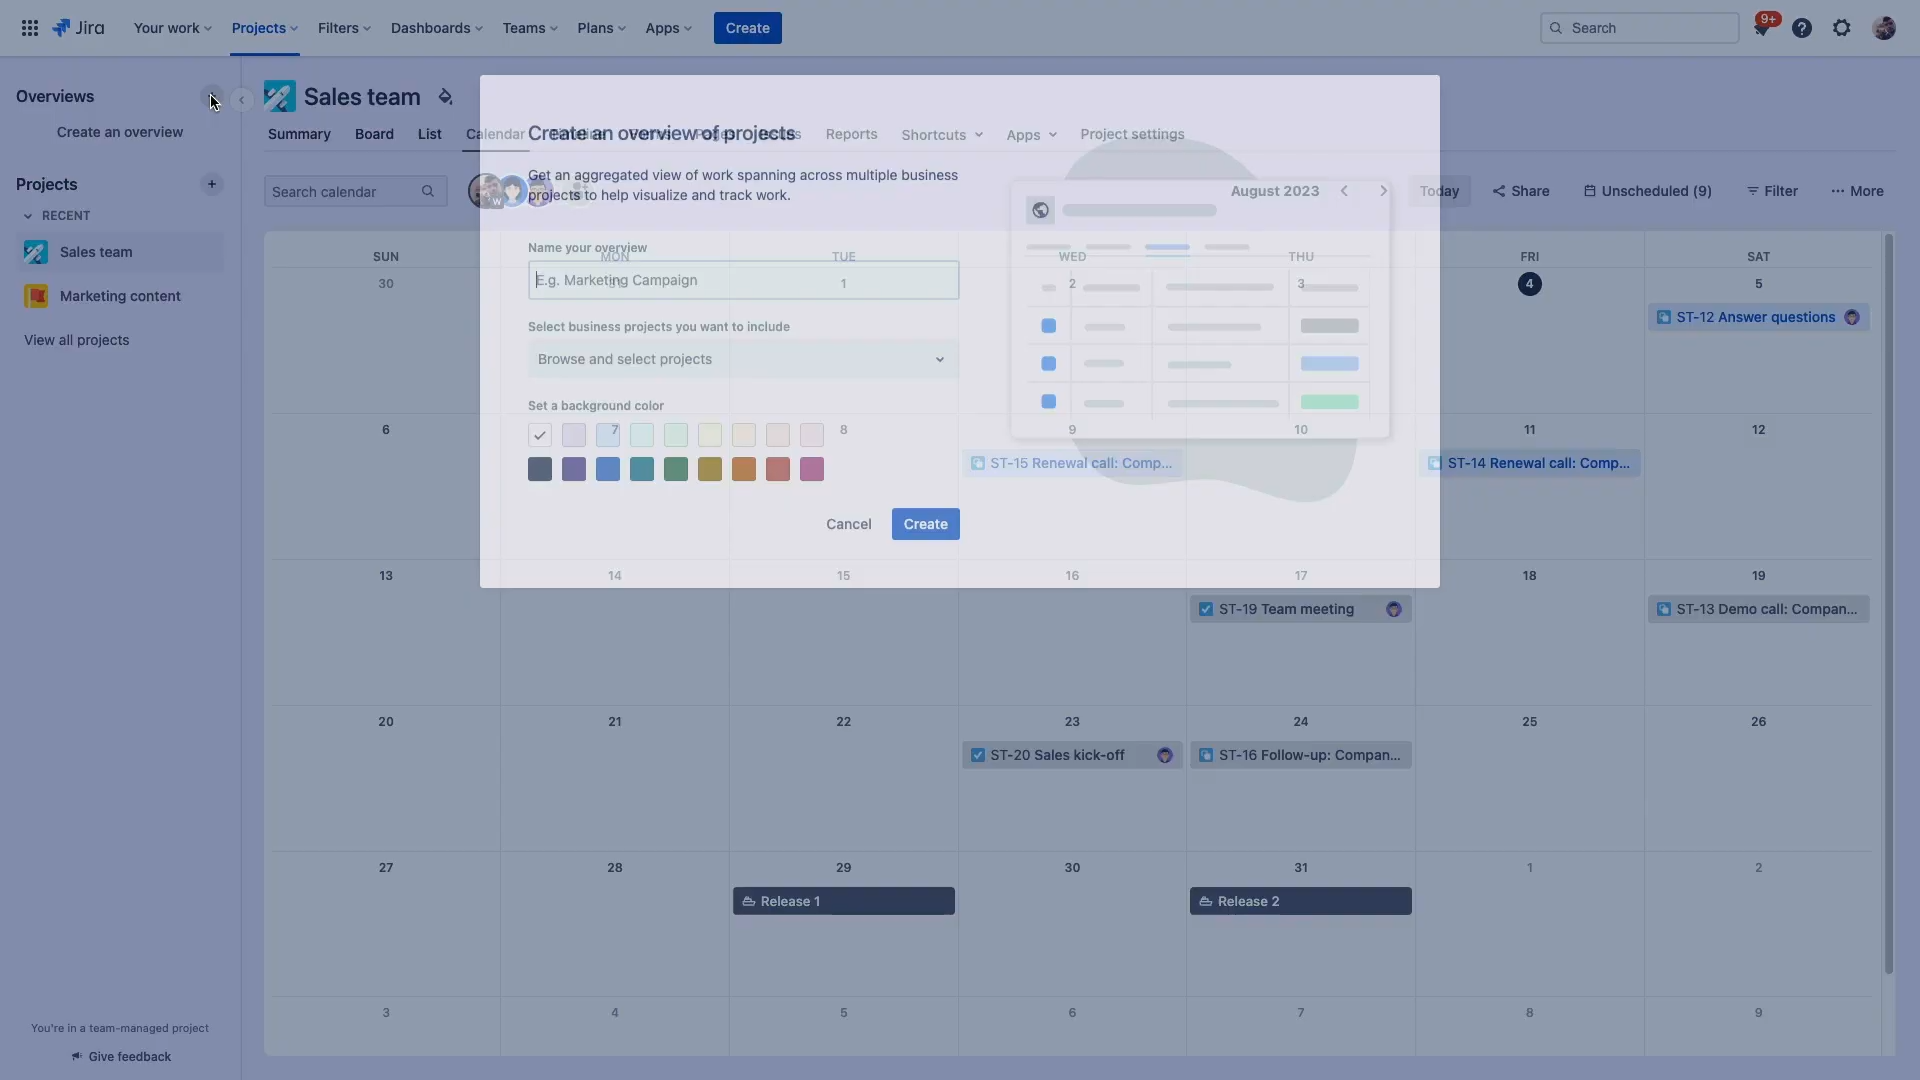 Jira
Your work
Projects
Filters
Dashboards
Teams
Plans
Apps
Create
Search
9+
Overviews
Create an overview
Projects
+
RECENT
Sales team
Marketing content
View all projects
You're in a team-managed project
Give feedback
Sales team
Summary
Board
List
Calendar
Reports
Shortcuts
Apps
Project settings
Search calendar
W
August 2023
Today
Share
Unscheduled (9)
Filter
More
Create an overview of projects
Get an aggregated view of work spanning across multiple business
projects to help visualize and track work.
Name your overview
E.g. Marketing Campaign
Select business projects you want to include
Browse and select projects
Set a background color
Cancel
Create
SUN MON TUE WED THU FRI SAT
30 31 1 2 3 4 5
ST-12 Answer questions
6 7 8 9 10 11 12
ST-15 Renewal call: Comp...
ST-14 Renewal call: Comp...
13 14 15 16 17 18 19
ST-19 Team meeting
ST-13 Demo call: Compan...
20 21 22 23 24 25 26
ST-20 Sales kick-off
ST-16 Follow-up: Compan...
27 28 29 30 31 1 2
Release 1
Release 2
3 4 5 6 7 8 9